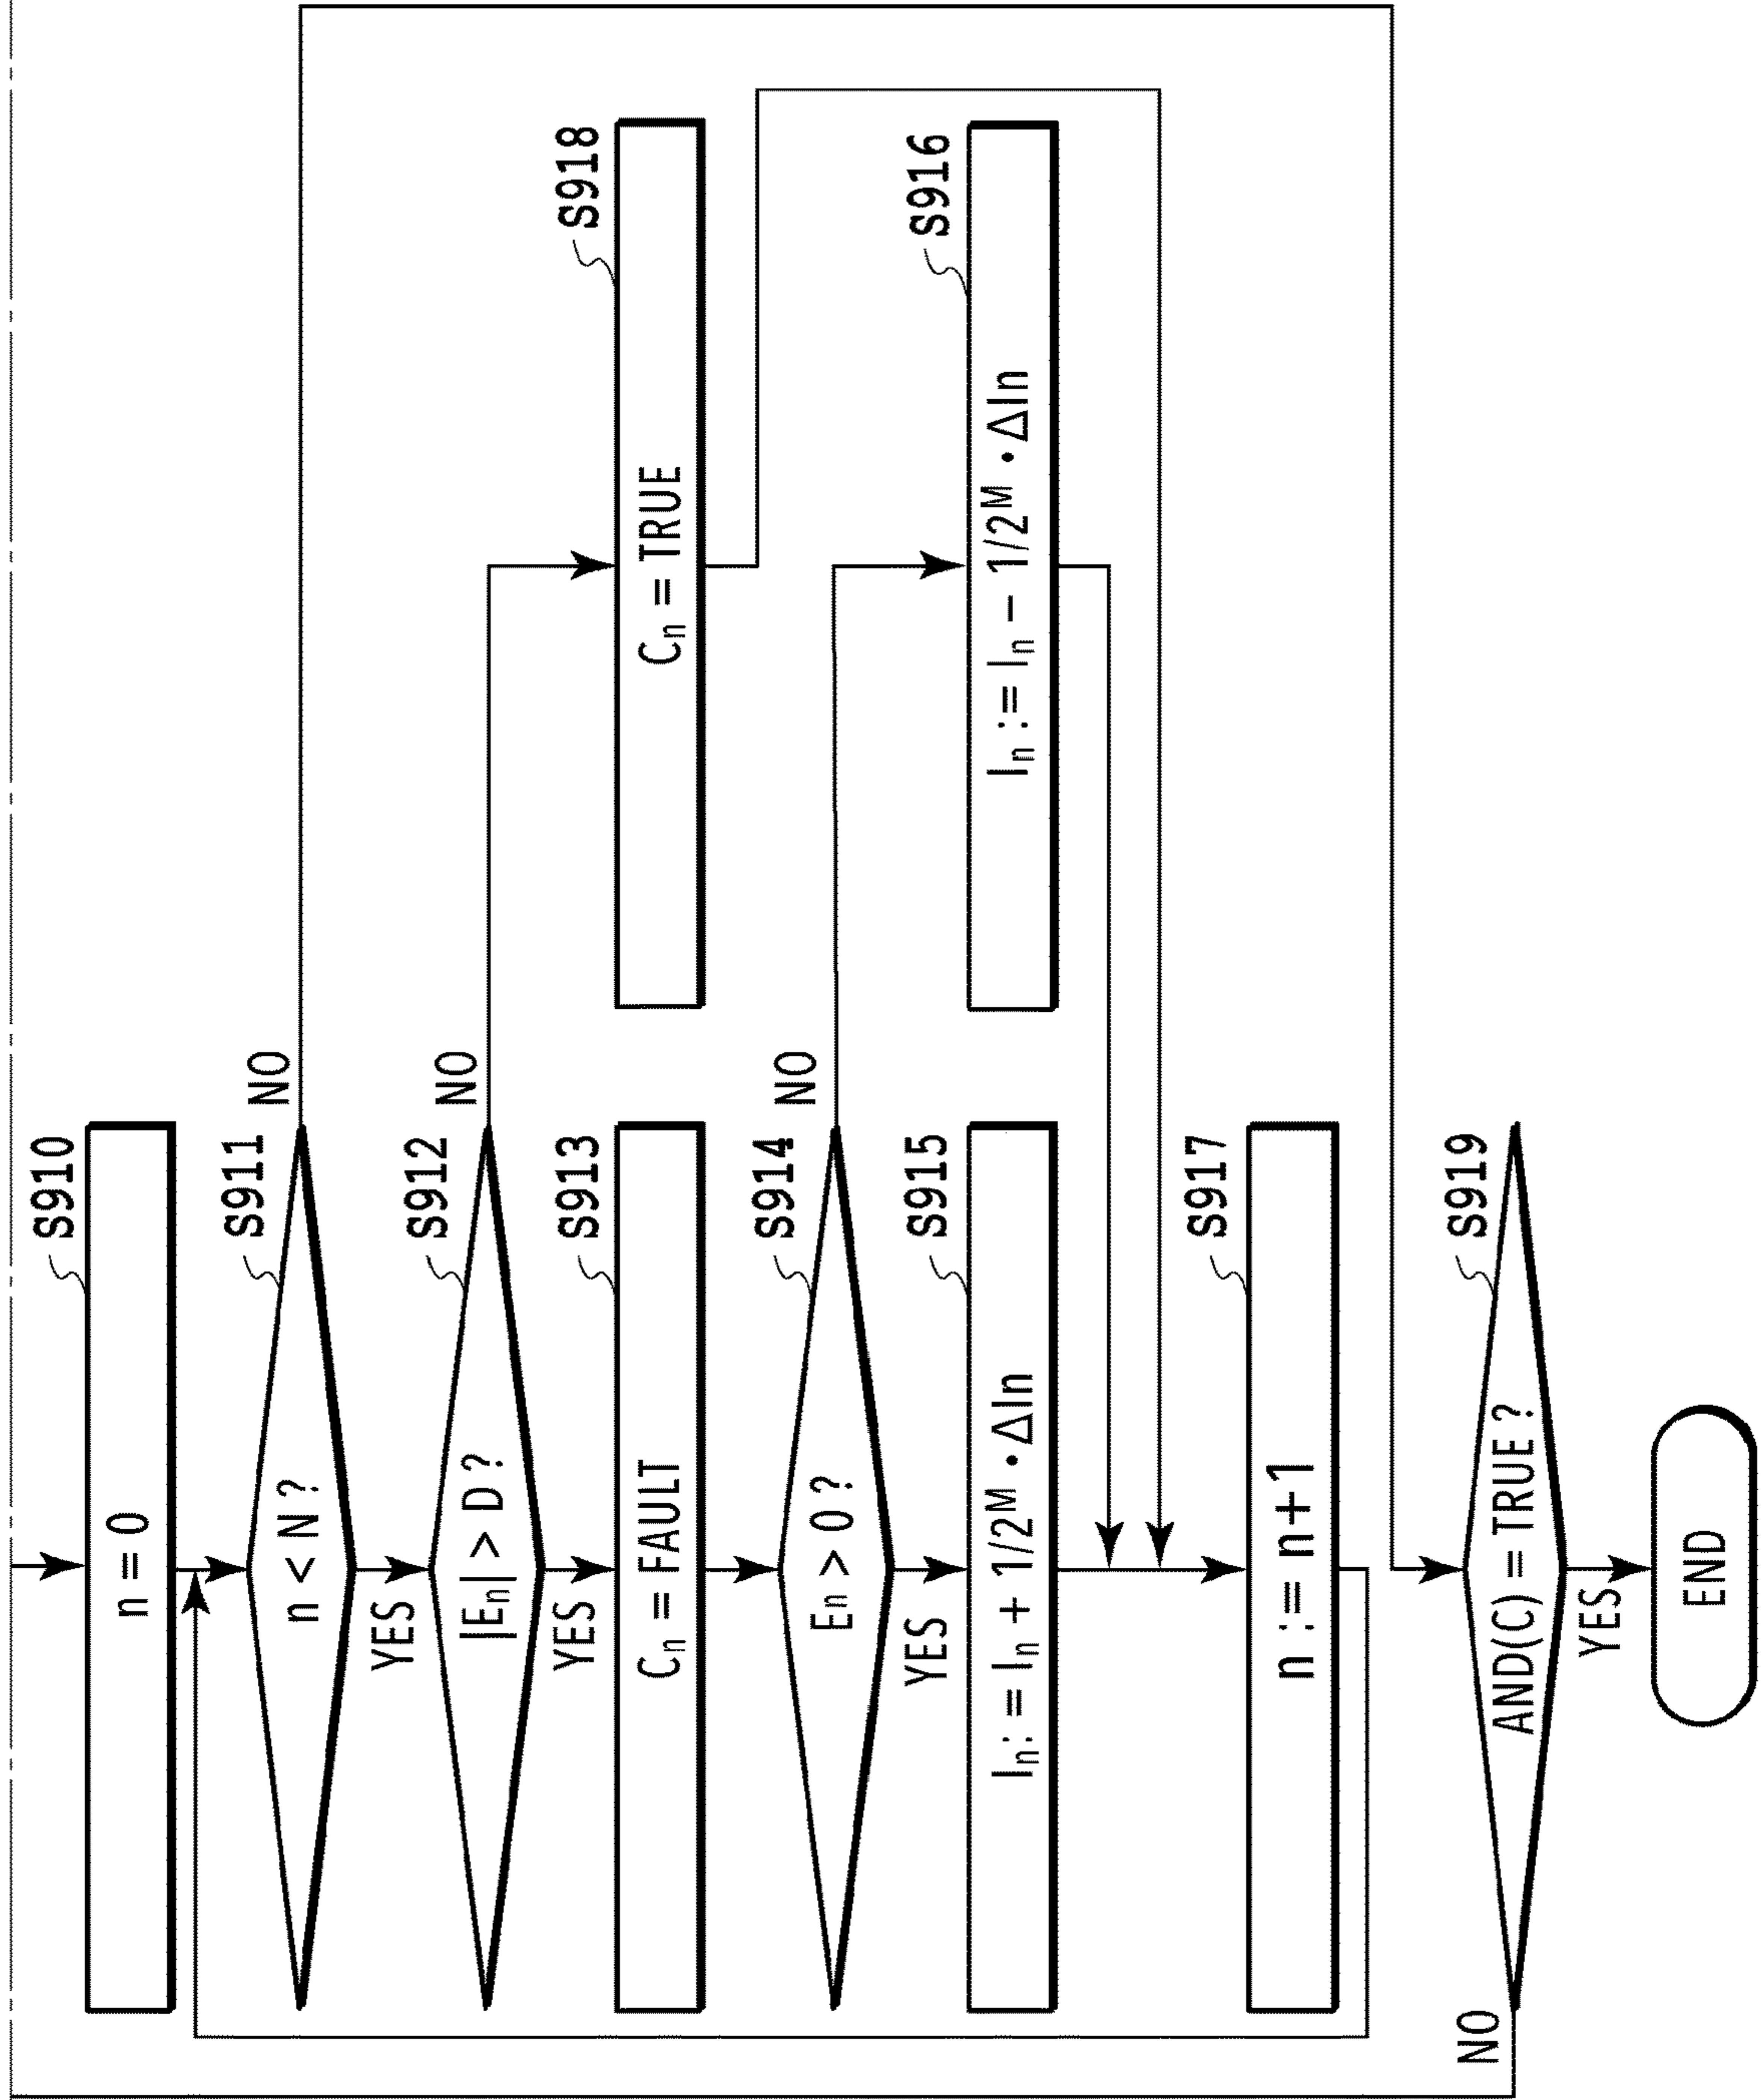 S910
n = 0
S911
n < N ?
NO
YES
S912
|Eₙ| > D ?
NO
YES
S918
Cₙ = TRUE
S913
Cₙ = FAULT
S914
Eₙ > 0 ?
NO
YES
S915
Iₙ := Iₙ + 1/2ᴹ · ΔIn
S916
Iₙ := Iₙ − 1/2ᴹ · ΔIn
S917
n := n+1
S919
AND(C) = TRUE ?
NO
YES
END